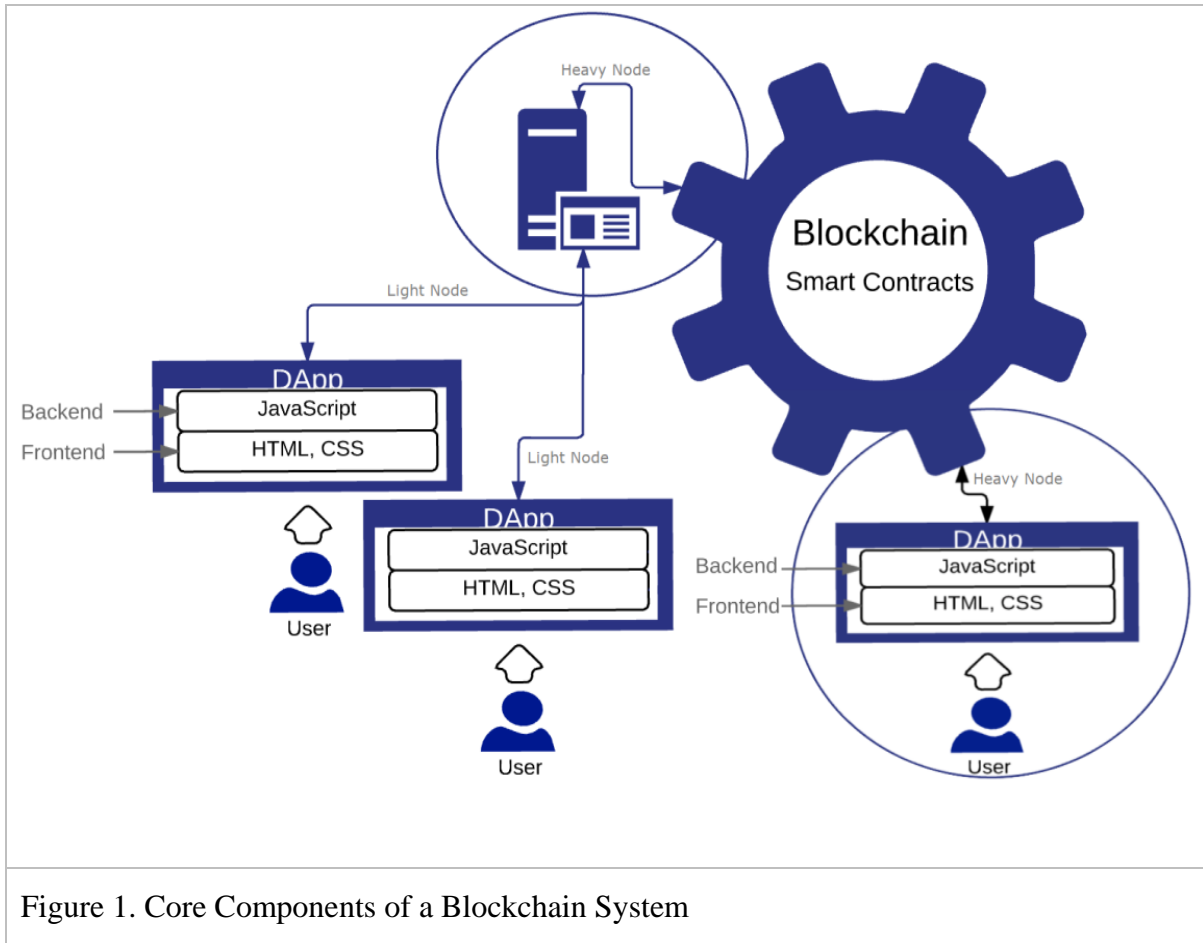 Heavy Node
Blockchain
Smart Contracts
Light Node
DApp
Backend
JavaScript
Frontend
HTML, CSS
User
Light Node
DApp
JavaScript
HTML, CSS
User
Heavy Node
DApp
Backend
JavaScript
Frontend
HTML, CSS
User
Figure 1. Core Components of a Blockchain System